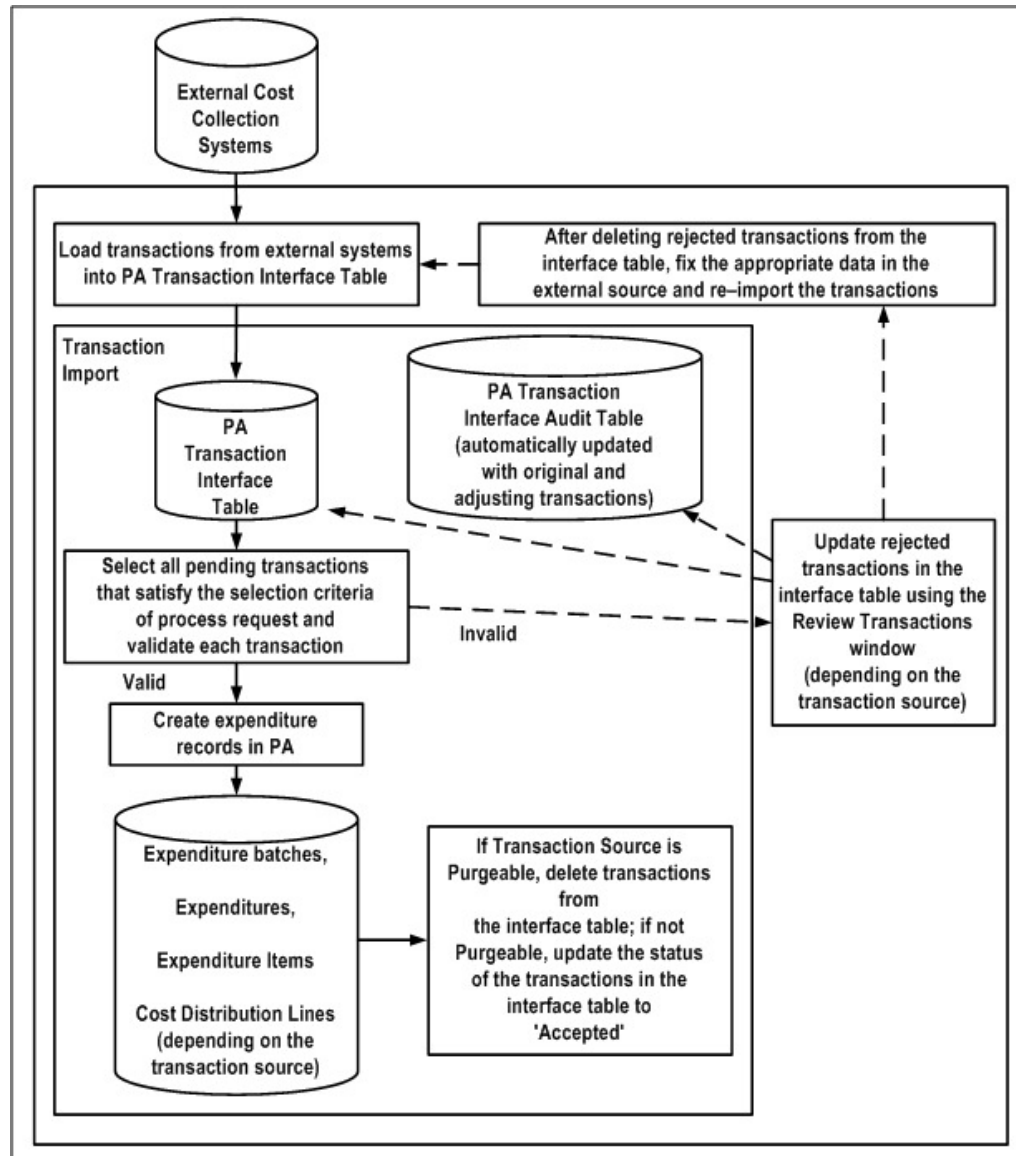 External Cost
Collection
Systems
Load transactions from external systems
into PA Transaction Interface Table
After deleting rejected transactions from the
interface table, fix the appropriate data in the
external source and re–import the transactions
Transaction
Import
PA Transaction
Interface Audit Table
(automatically updated
with original and
adjusting transactions)
PA
Transaction
Interface
Table
Update rejected
transactions in the
interface table using the
Review Transactions
window
(depending on the
transaction source)
Select all pending transactions
that satisfy the selection criteria
of process request and
validate each transaction
Invalid
Valid
Create expenditure
records in PA
Expenditure batches,
Expenditures,
Expenditure Items
Cost Distribution Lines
(depending on the
transaction source)
If Transaction Source is
Purgeable, delete transactions
from
the interface table; if not
Purgeable, update the status
of the transactions in the
interface table to
'Accepted'